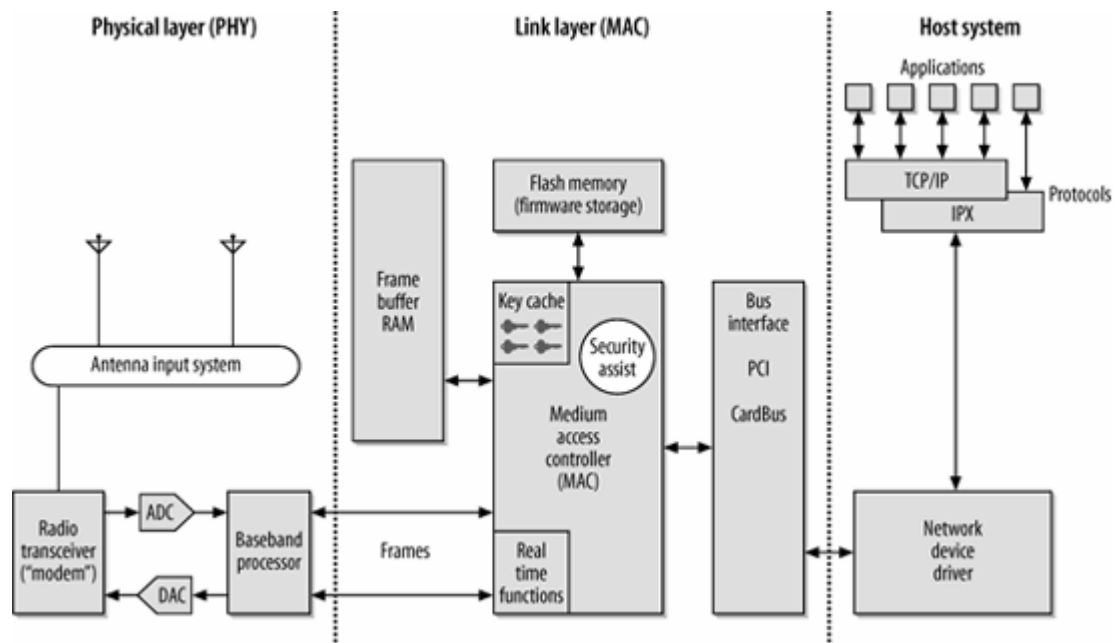 Physical layer (PHY)
Link layer (MAC)
Host system
Applications
TCP/IP
IPX
Protocols
Flash memory
(firmware storage)
Frame
buffer
RAM
Key cache
Security
assist
Medium
access
controller
(MAC)
Bus
interface
PCI
CardBus
Antenna input system
Radio
transceiver
("modem")
ADC
DAC
Baseband
processor
Frames
Real
time
functions
Network
device
driver